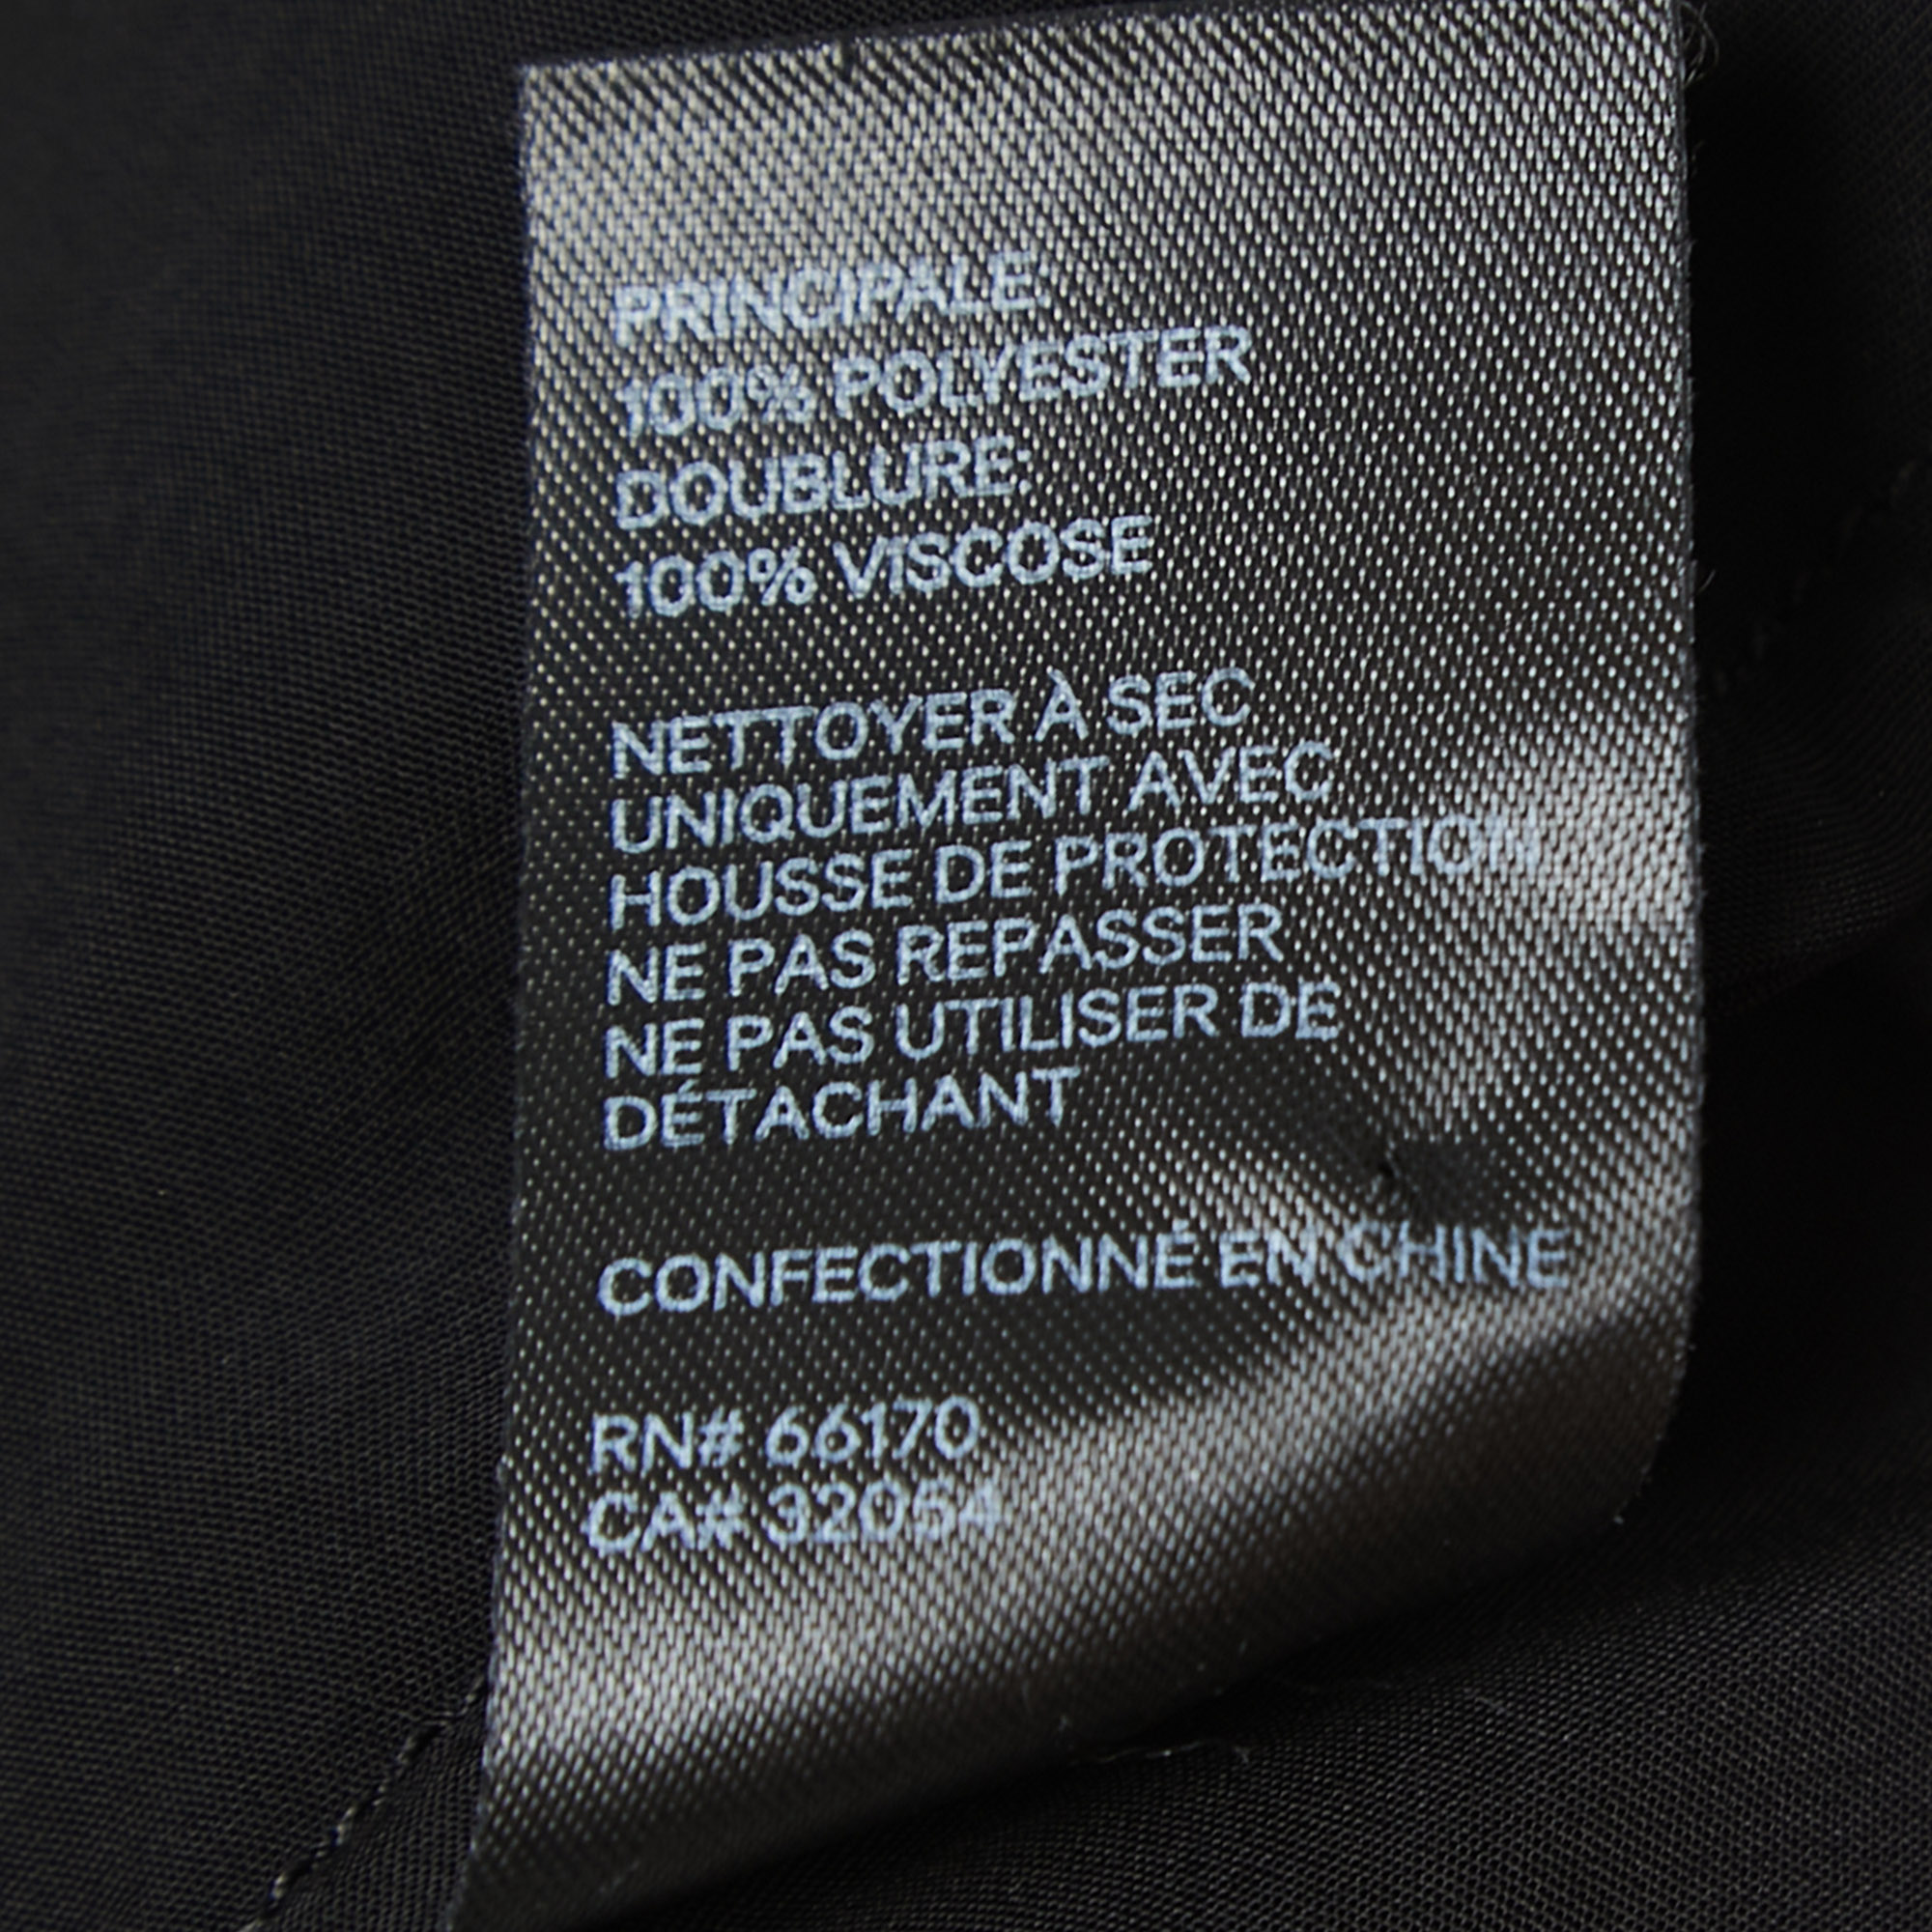 PRINCIPALE:
100% POLYESTER
DOUBLURE:
100% VISCOSE
NETTOYER À SEC
UNIQUEMENT AVEC
HOUSSE DE PROTECTION
NE PAS REPASSER
NE PAS UTILISER DE
DÉTACHANT
CONFECTIONNÉ EN CHINE
RN# 66170
CA# 32054